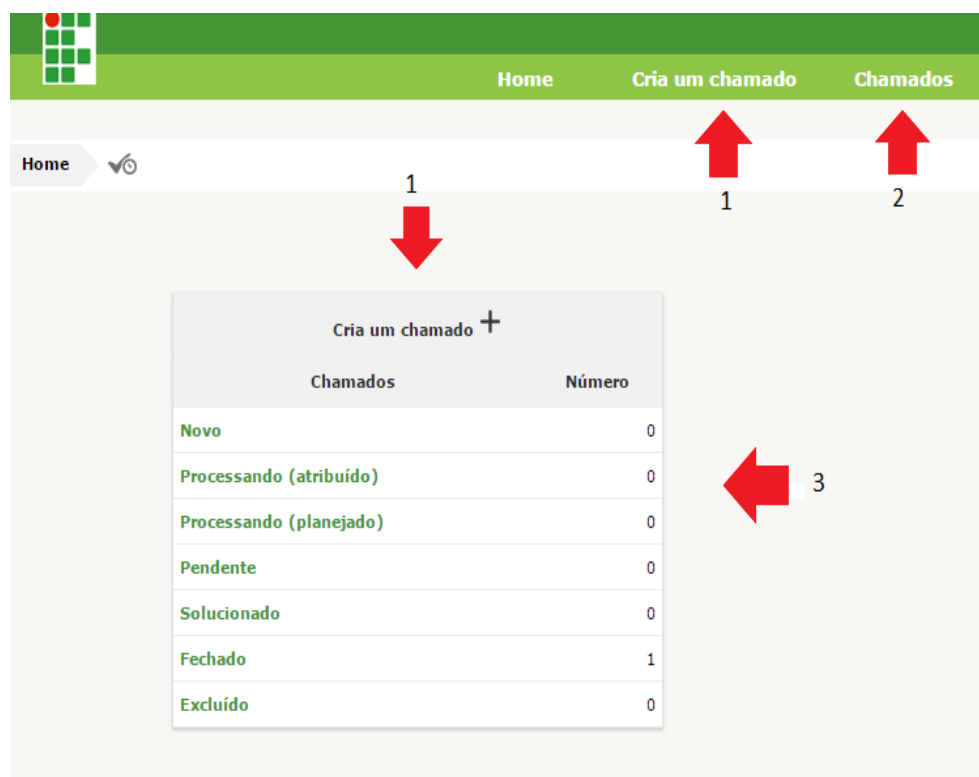 Home Cria um chamado Chamados
Home
1
1 2
Cria um chamado +
Chamados Número
Novo 0
Processando (atribuído) 0
3
Processando (planejado) 0
Pendente 0
Solucionado 0
Fechado 1
Excluído 0